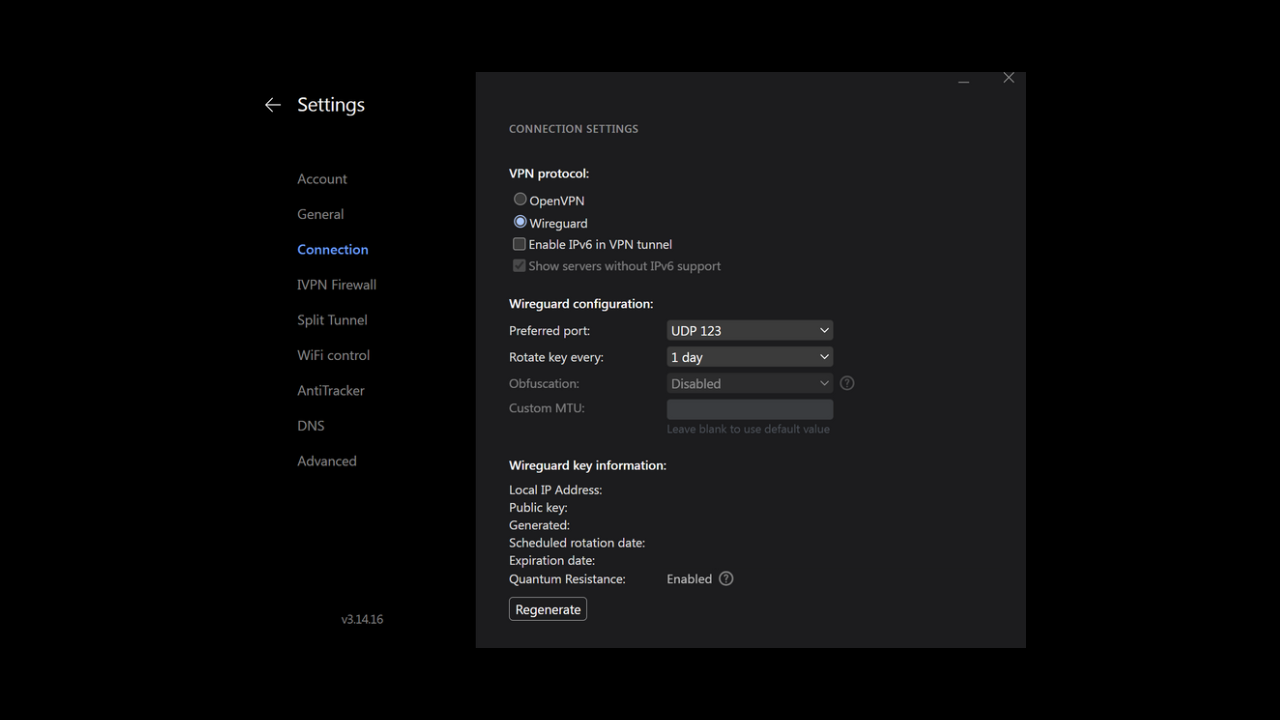 Settings
Account
General
Connection
IVPN Firewall
Split Tunnel
WiFi control
AntiTracker
DNS
Advanced
v3.14.16
CONNECTION SETTINGS
VPN protocol:
OpenVPN
Wireguard
Enable IPv6 in VPN tunnel
Show servers without IPv6 support
Wireguard configuration:
Preferred port: UDP 123
Rotate key every: 1 day
Obfuscation: Disabled ?
Custom MTU:
Leave blank to use default value
Wireguard key information:
Local IP Address:
Public key:
Generated:
Scheduled rotation date:
Expiration date:
Quantum Resistance: Enabled ?
Regenerate